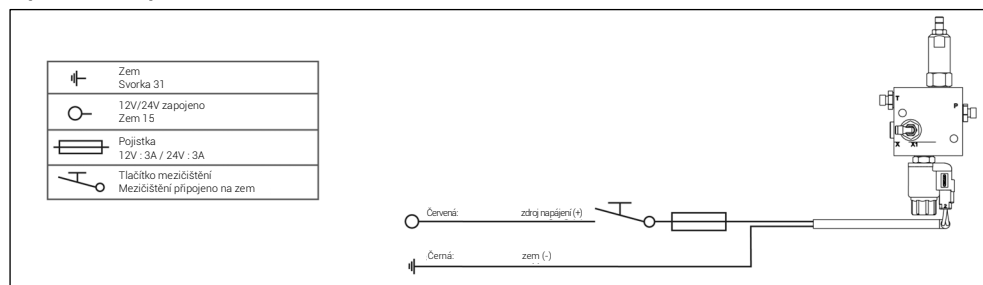 Zem
Svorka 31
12V/24V zapojeno
Zem 15
Pojistka
12V : 3A / 24V : 3A
Tlačítko mezičištění
Mezičištění připojeno na zem
T
P
X X1
Červená: zdroj napájení (+)
Černá: zem (-)